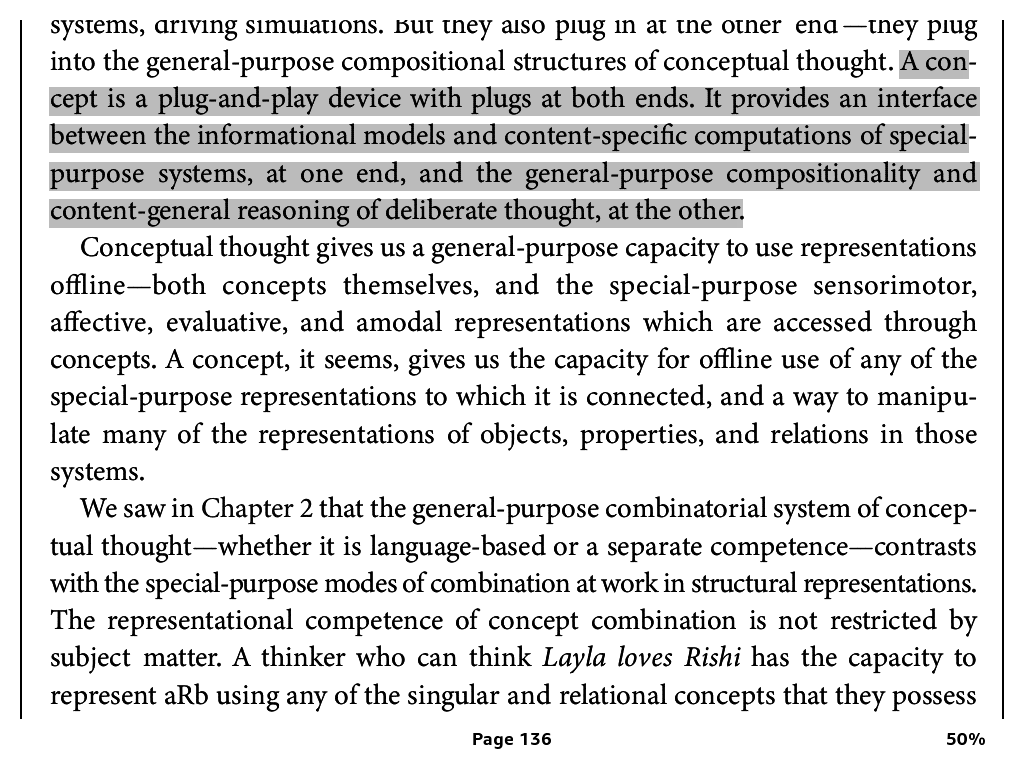 systems, driving simulations. But they also plug in at the other end—they plug
into the general-purpose compositional structures of conceptual thought. A con-
cept is a plug-and-play device with plugs at both ends. It provides an interface
between the informational models and content-specific computations of special-
purpose systems, at one end, and the general-purpose compositionality and
content-general reasoning of deliberate thought, at the other.
Conceptual thought gives us a general-purpose capacity to use representations
offline—both concepts themselves, and the special-purpose sensorimotor,
affective, evaluative, and amodal representations which are accessed through
concepts. A concept, it seems, gives us the capacity for offline use of any of the
special-purpose representations to which it is connected, and a way to manipu-
late many of the representations of objects, properties, and relations in those
systems.
We saw in Chapter 2 that the general-purpose combinatorial system of concep-
tual thought—whether it is language-based or a separate competence—contrasts
with the special-purpose modes of combination at work in structural representations.
The representational competence of concept combination is not restricted by
subject matter. A thinker who can think Layla loves Rishi has the capacity to
represent aRb using any of the singular and relational concepts that they possess
Page 136
50%